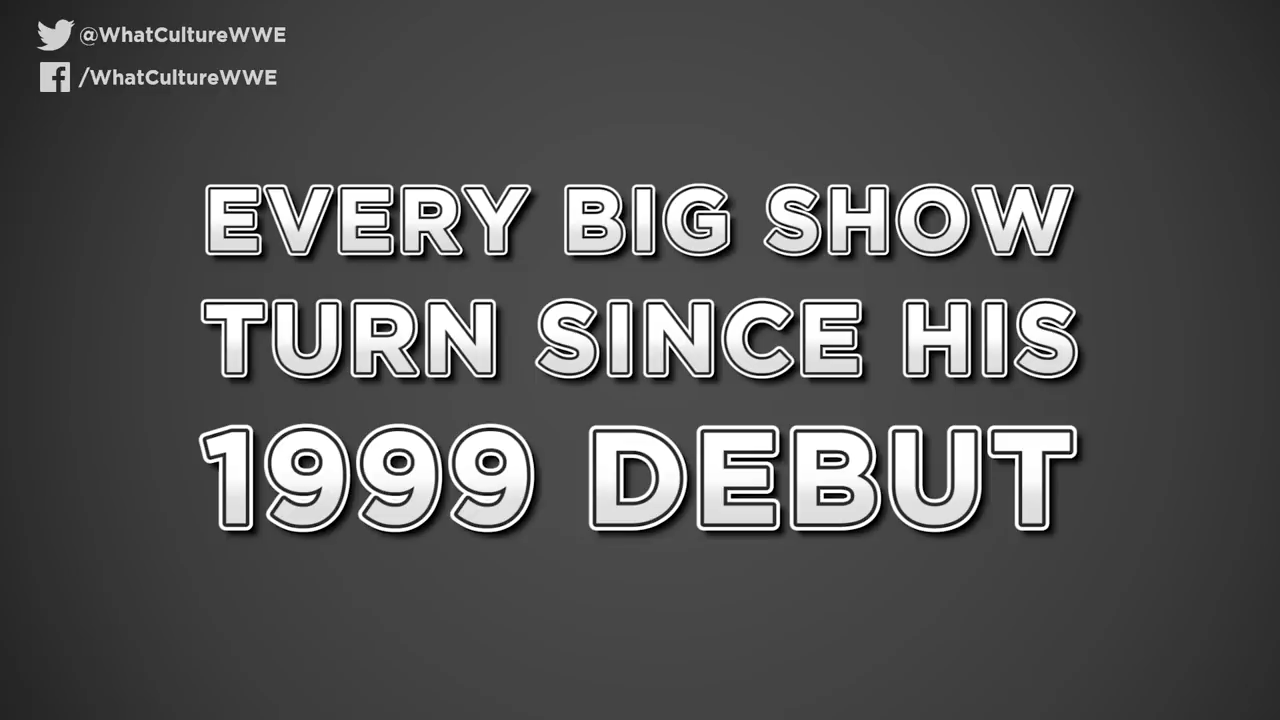 @WhatCultureWWE
/WhatCultureWWE
EVERY BIG SHOW
TURN SINCE HIS
1999 DEBUT